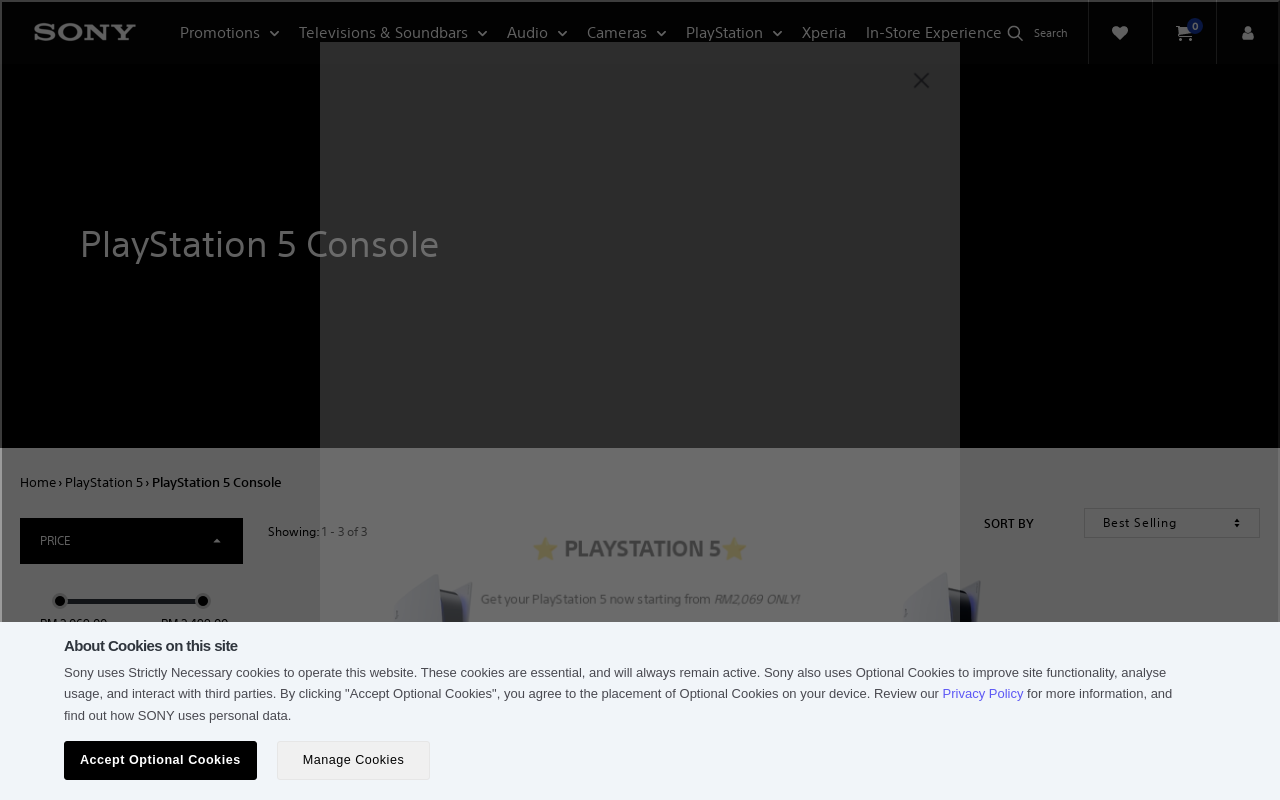 SONY
Promotions
Televisions & Soundbars
Audio
Cameras
PlayStation
Xperia
In-Store Experience
Search
0
PlayStation 5 Console
Home › PlayStation 5 › PlayStation 5 Console
PRICE
Showing: 1 - 3 of 3
SORT BY
Best Selling
⭐ PLAYSTATION 5⭐
Get your PlayStation 5 now starting from RM2,069 ONLY!
About Cookies on this site
Sony uses Strictly Necessary cookies to operate this website. These cookies are essential, and will always remain active. Sony also uses Optional Cookies to improve site functionality, analyse
usage, and interact with third parties. By clicking "Accept Optional Cookies", you agree to the placement of Optional Cookies on your device. Review our Privacy Policy for more information, and
find out how SONY uses personal data.
Accept Optional Cookies
Manage Cookies